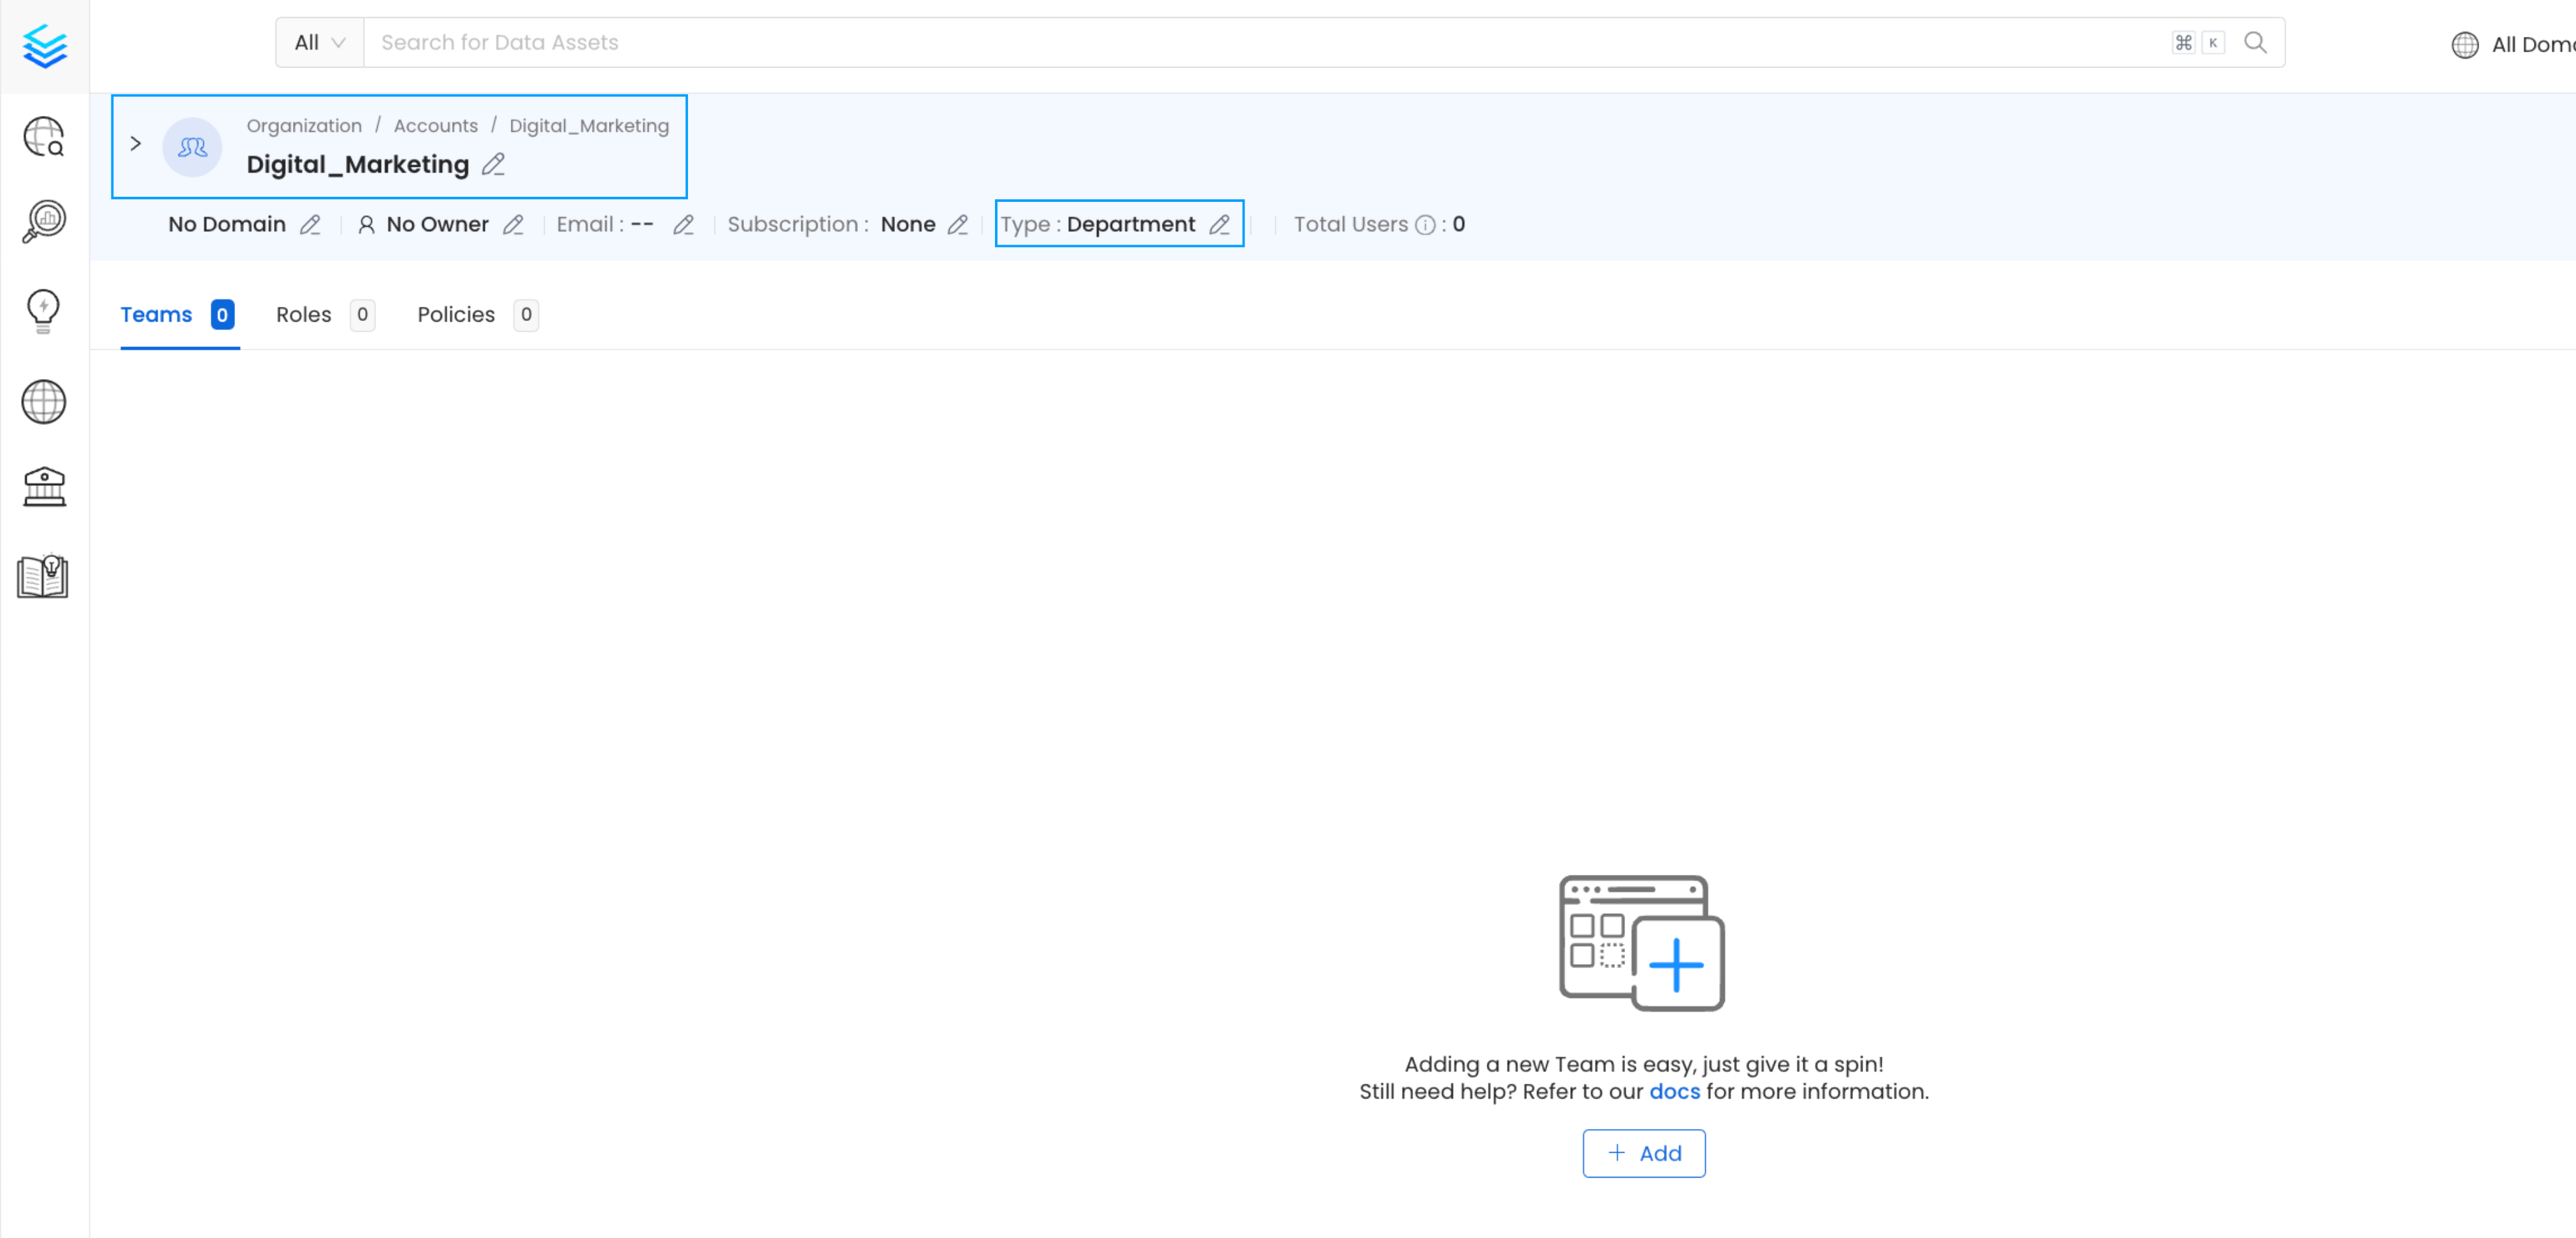 All Search for Data Assets ⌘ K All Dom
Organization / Accounts / Digital_Marketing
Digital_Marketing
No Domain No Owner Email : -- Subscription : None Type : Department Total Users : 0
Teams 0 Roles 0 Policies 0
Adding a new Team is easy, just give it a spin!
Still need help? Refer to our docs for more information.
+ Add